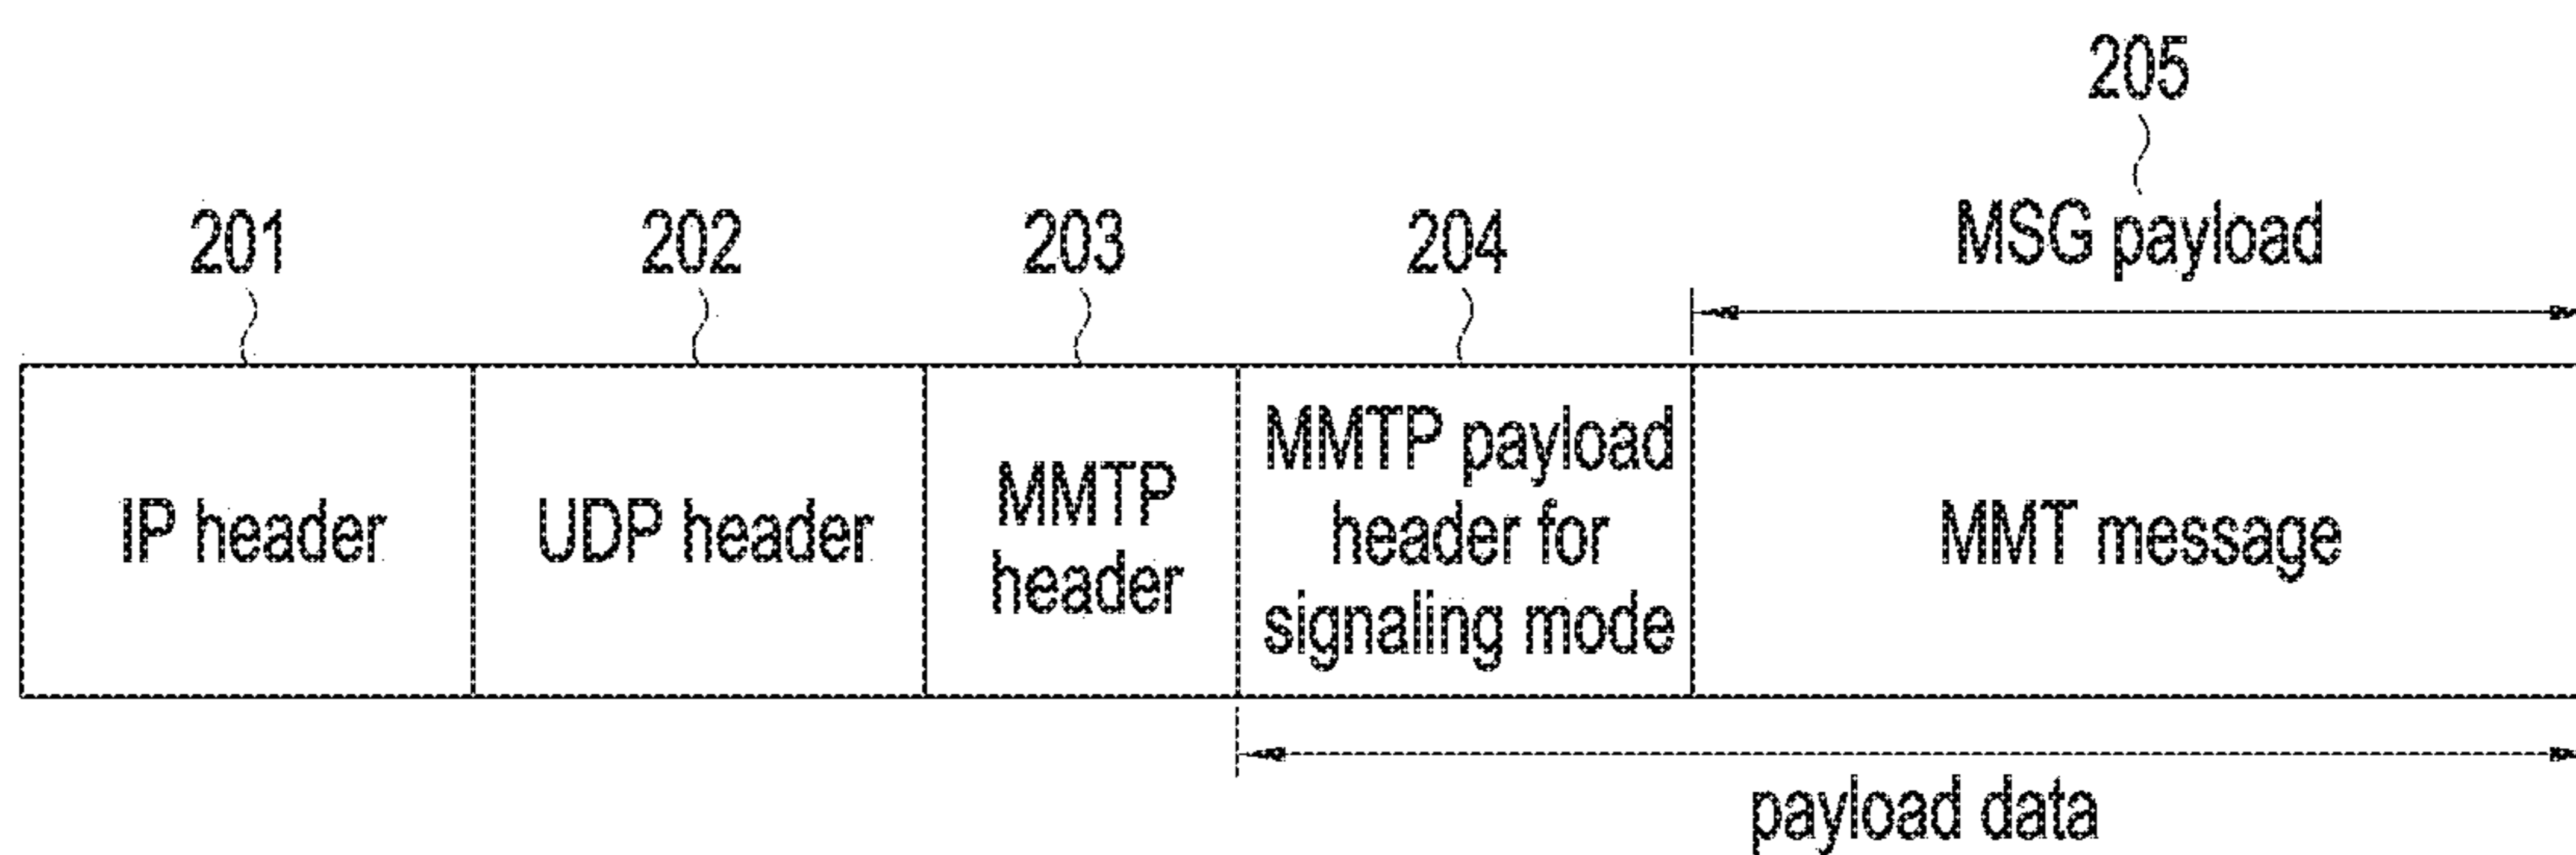 205
201
202
203
204
MSG payload
IP header
UDP header
MMTP
header
MMTP payload
header for
signaling mode
MMT message
payload data